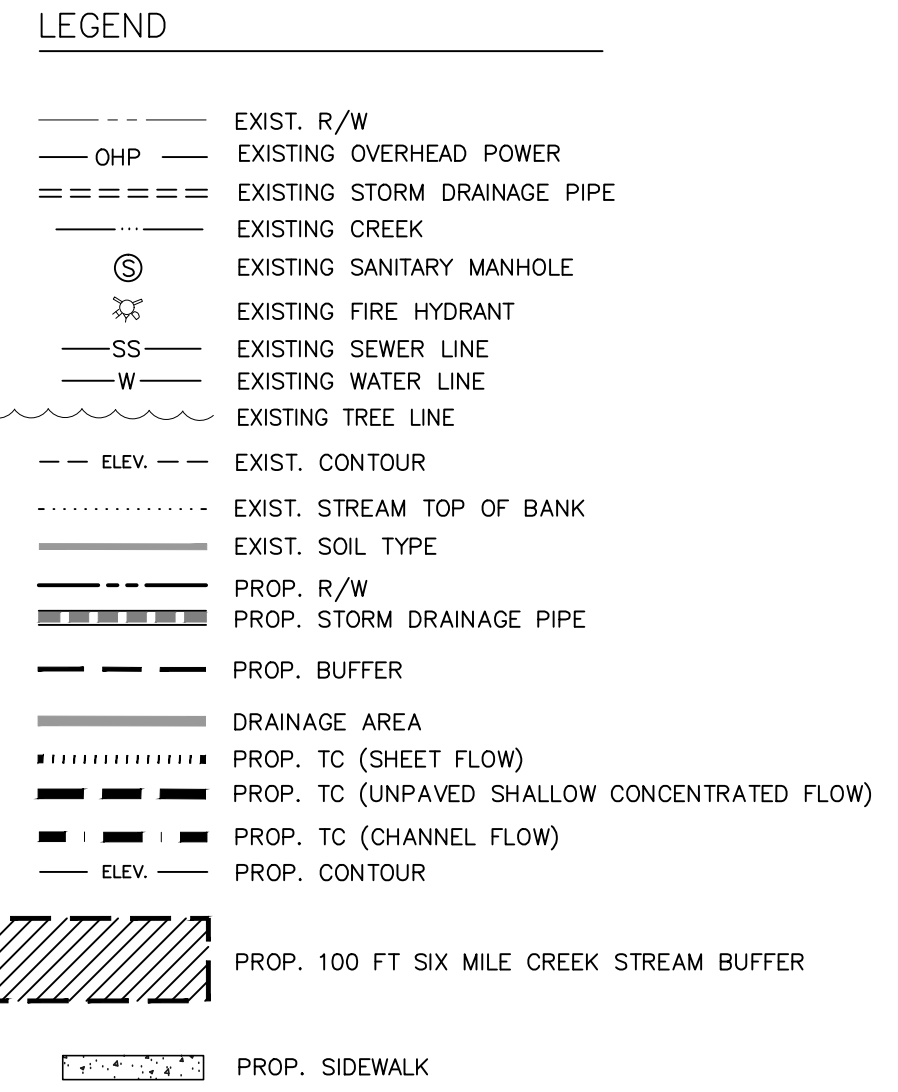 LEGEND
EXIST. R/W
OHP EXISTING OVERHEAD POWER
EXISTING STORM DRAINAGE PIPE
EXISTING CREEK
S EXISTING SANITARY MANHOLE
EXISTING FIRE HYDRANT
SS EXISTING SEWER LINE
W EXISTING WATER LINE
EXISTING TREE LINE
ELEV. EXIST. CONTOUR
EXIST. STREAM TOP OF BANK
EXIST. SOIL TYPE
PROP. R/W
PROP. STORM DRAINAGE PIPE
PROP. BUFFER
DRAINAGE AREA
PROP. TC (SHEET FLOW)
PROP. TC (UNPAVED SHALLOW CONCENTRATED FLOW)
PROP. TC (CHANNEL FLOW)
ELEV. PROP. CONTOUR
PROP. 100 FT SIX MILE CREEK STREAM BUFFER
PROP. SIDEWALK